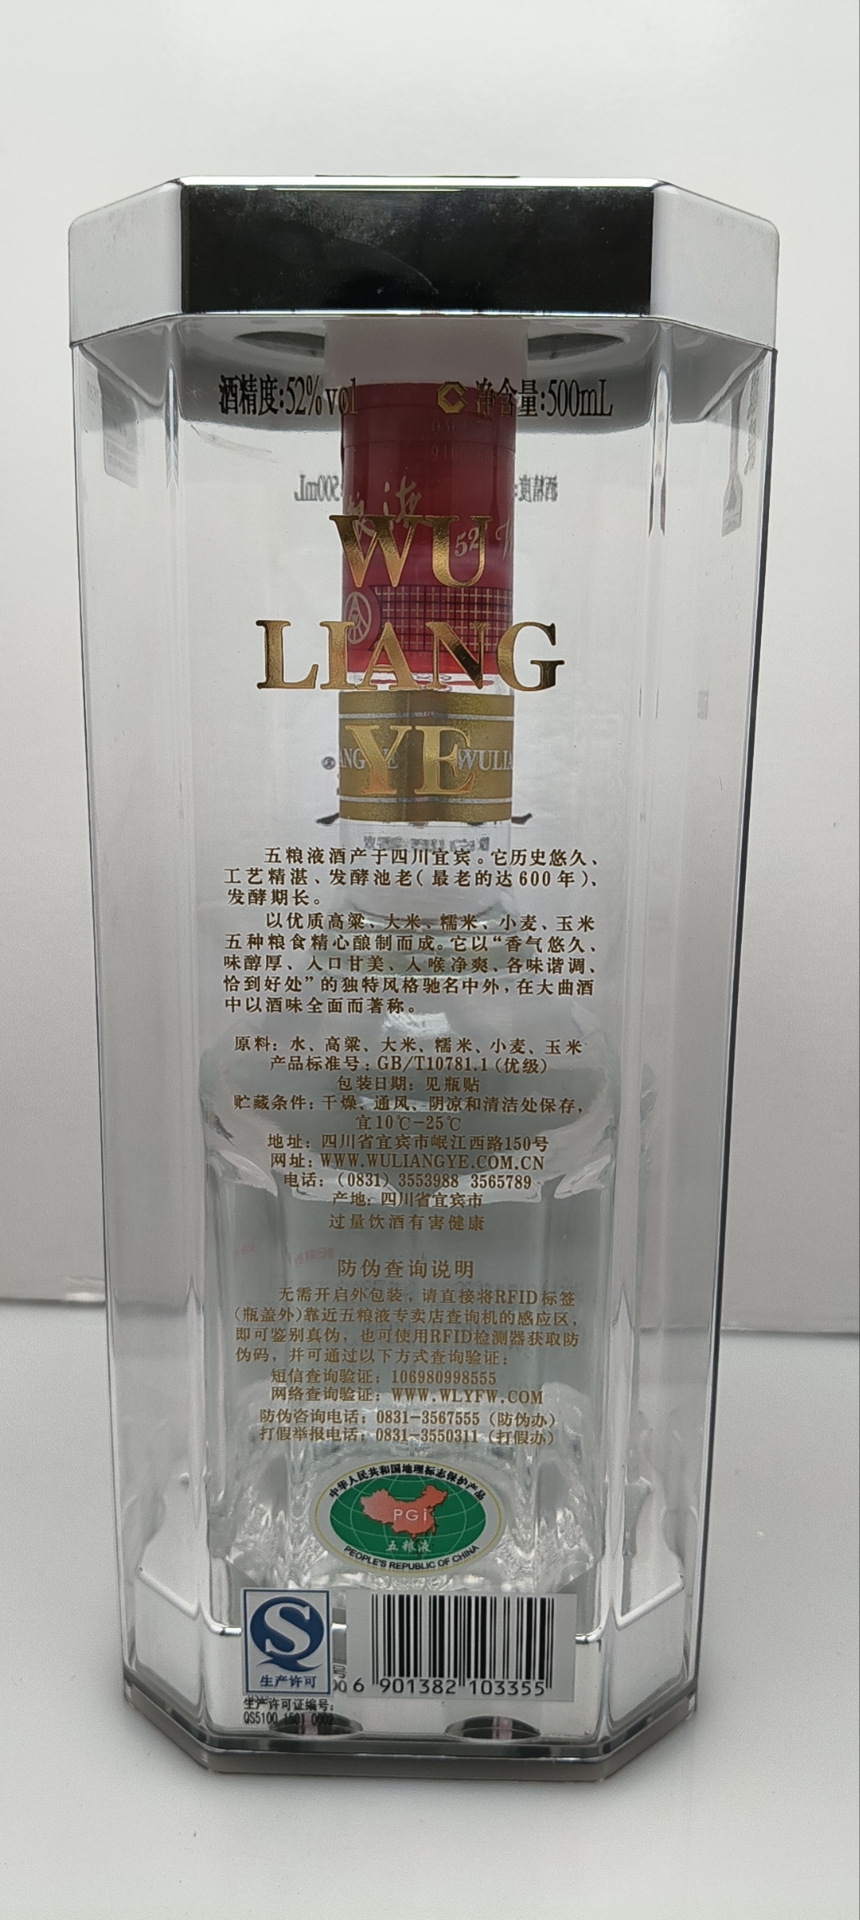 酒精度:52%vol 净含量:500mL
WU
LIANG
YE
五粮液酒产于四川宜宾。它历史悠久、
工艺精湛、发酵池老(最老的达600年)、
发酵期长。
以优质高粱、大米、糯米、小麦、玉米
五种粮食精心酿制而成。它以“香气悠久、
味醇厚、入口甘美、入喉净爽、各味谐调、
恰到好处”的独特风格驰名中外,在大曲酒
中以酒味全面而著称。
原料:水、高粱、大米、糯米、小麦、玉米
产品标准号:GB/T10781.1(优级)
包装日期:见瓶贴
贮藏条件:干燥、通风、阴凉和清洁处保存,
宜10℃-25℃
地址:四川省宜宾市岷江西路150号
网址:WWW.WULIANGYE.COM.CN
电话:(0831)3553988 3565789
产地:四川省宜宾市
过量饮酒有害健康
防伪查询说明
无需开启外包装,请直接将RFID标签
(瓶盖外)靠近五粮液专卖店查询机的感应区,
即可鉴别真伪,也可使用RFID检测器获取防
伪码,并可通过以下方式查询验证:
短信查询验证:106980998555
网络查询验证:WWW.WLYFW.COM
防伪咨询电话:0831-3567555(防伪办)
打假举报电话:0831-3550311(打假办)
中华人民共和国地理标志保护产品
PGi
五粮液
PEOPLE'S REPUBLIC OF CHINA
生产许可
生产许可证编号:
QS5100 1501 0002
6 901382 103355